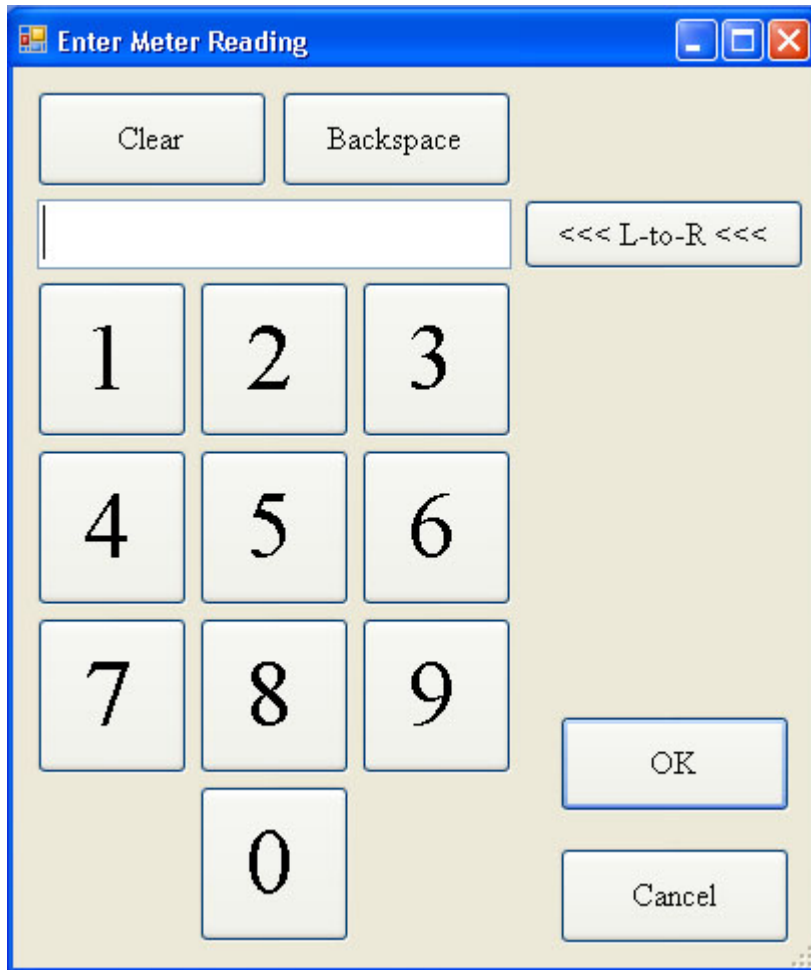 Enter Meter Reading
Clear Backspace
<<< L-to-R <<<
1 2 3
4 5 6
7 8 9
OK
0
Cancel